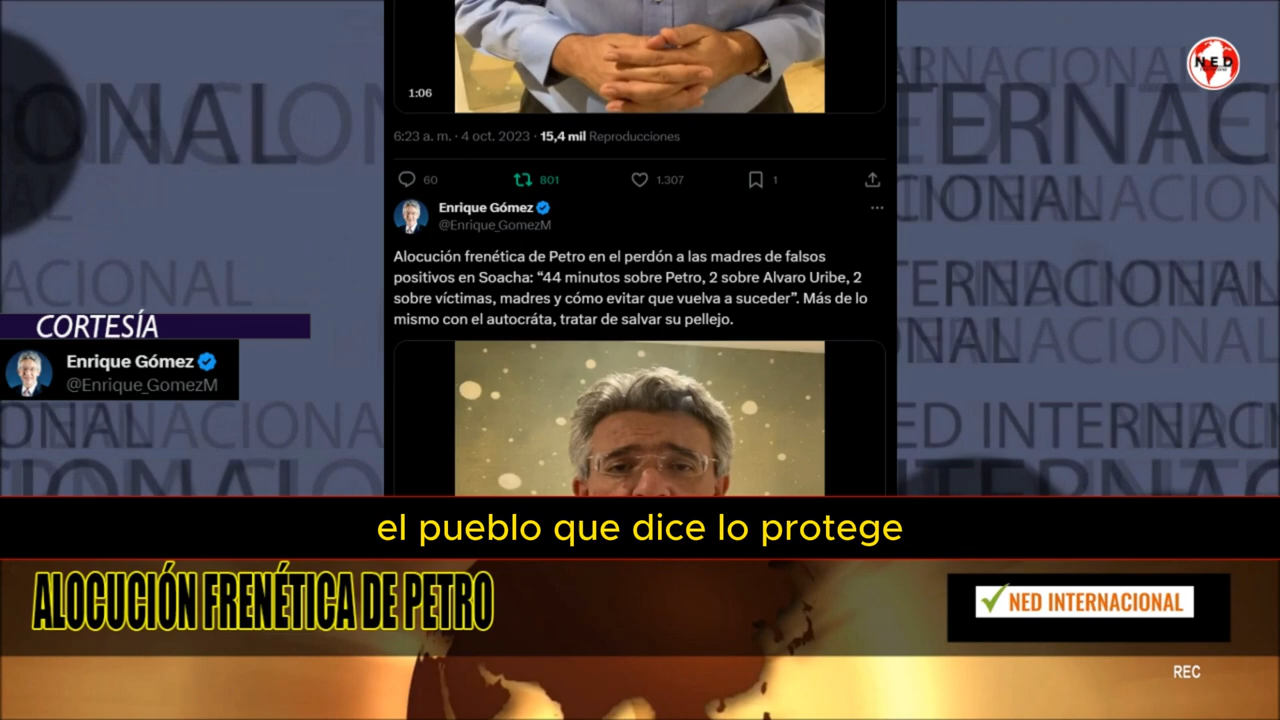 NED
1:06
6:23 a. m. · 4 oct. 2023 · 15,4 mil Reproducciones
60 801 1.307 1
Enrique Gómez
@Enrique_GomezM
Alocución frenética de Petro en el perdón a las madres de falsos
positivos en Soacha: “44 minutos sobre Petro, 2 sobre Alvaro Uribe, 2
sobre víctimas, madres y cómo evitar que vuelva a suceder”. Más de lo
mismo con el autocráta, tratar de salvar su pellejo.
CORTESÍA
Enrique Gómez
@Enrique_GomezM
el pueblo que dice lo protege
ALOCUCIÓN FRENÉTICA DE PETRO
NED INTERNACIONAL
REC